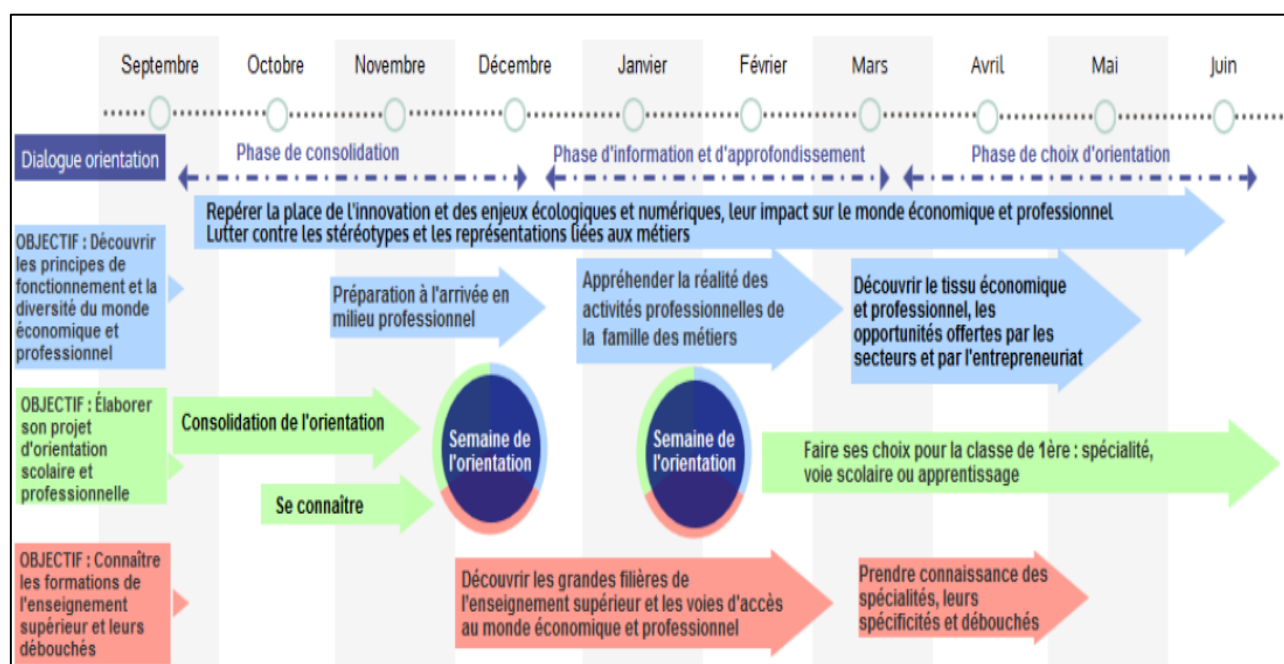 Septembre Octobre Novembre Décembre Janvier Février Mars Avril Mai Juin
Dialogue orientation
Phase de consolidation
Phase d'information et d'approfondissement
Phase de choix d'orientation
Repérer la place de l'innovation et des enjeux écologiques et numériques, leur impact sur le monde économique et professionnel
Lutter contre les stéréotypes et les représentations liées aux métiers
OBJECTIF : Découvrir
les principes de
fonctionnement et la
diversité du monde
économique et
professionnel
Préparation à l'arrivée en
milieu professionnel
Appréhender la réalité des
activités professionnelles de
la famille des métiers
Découvrir le tissu économique
et professionnel, les
opportunités offertes par les
secteurs et par l'entrepreneuriat
OBJECTIF : Élaborer
son projet
d'orientation
scolaire et
professionnelle
Consolidation de l'orientation
Se connaître
Semaine de
l'orientation
Semaine de
l'orientation
Faire ses choix pour la classe de 1ère : spécialité,
voie scolaire ou apprentissage
OBJECTIF : Connaître
les formations de
l'enseignement
supérieur et leurs
débouchés
Découvrir les grandes filières de
l'enseignement supérieur et les voies d'accès
au monde économique et professionnel
Prendre connaissance des
spécialités, leurs
spécificités et débouchés